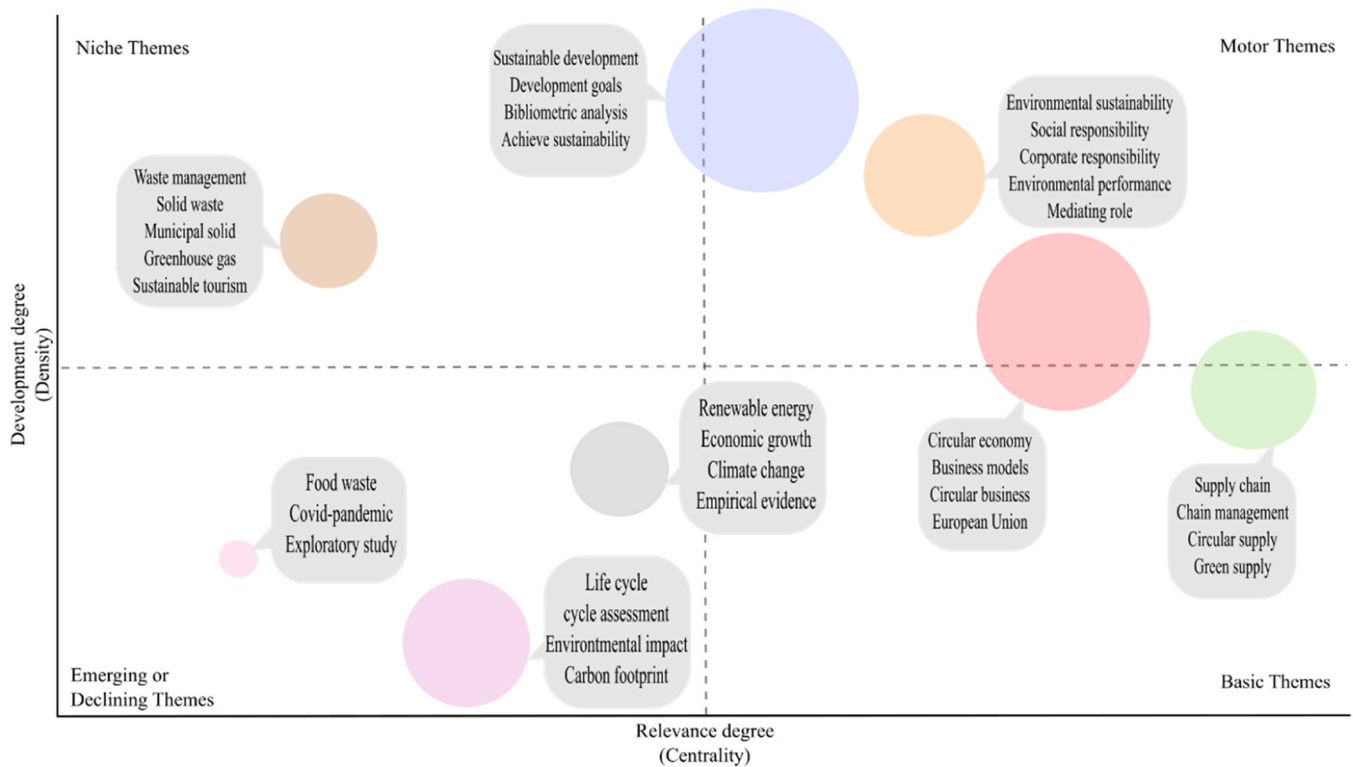 Niche Themes
Motor Themes
Sustainable development
Development goals
Bibliometric analysis
Achieve sustainability
Environmental sustainability
Social responsibility
Corporate responsibility
Environmental performance
Mediating role
Waste management
Solid waste
Municipal solid
Greenhouse gas
Sustainable tourism
Development degree
(Density)
Renewable energy
Economic growth
Climate change
Empirical evidence
Circular economy
Business models
Circular business
European Union
Supply chain
Chain management
Circular supply
Green supply
Food waste
Covid-pandemic
Exploratory study
Life cycle
cycle assessment
Environtmental impact
Carbon footprint
Emerging or
Declining Themes
Basic Themes
Relevance degree
(Centrality)